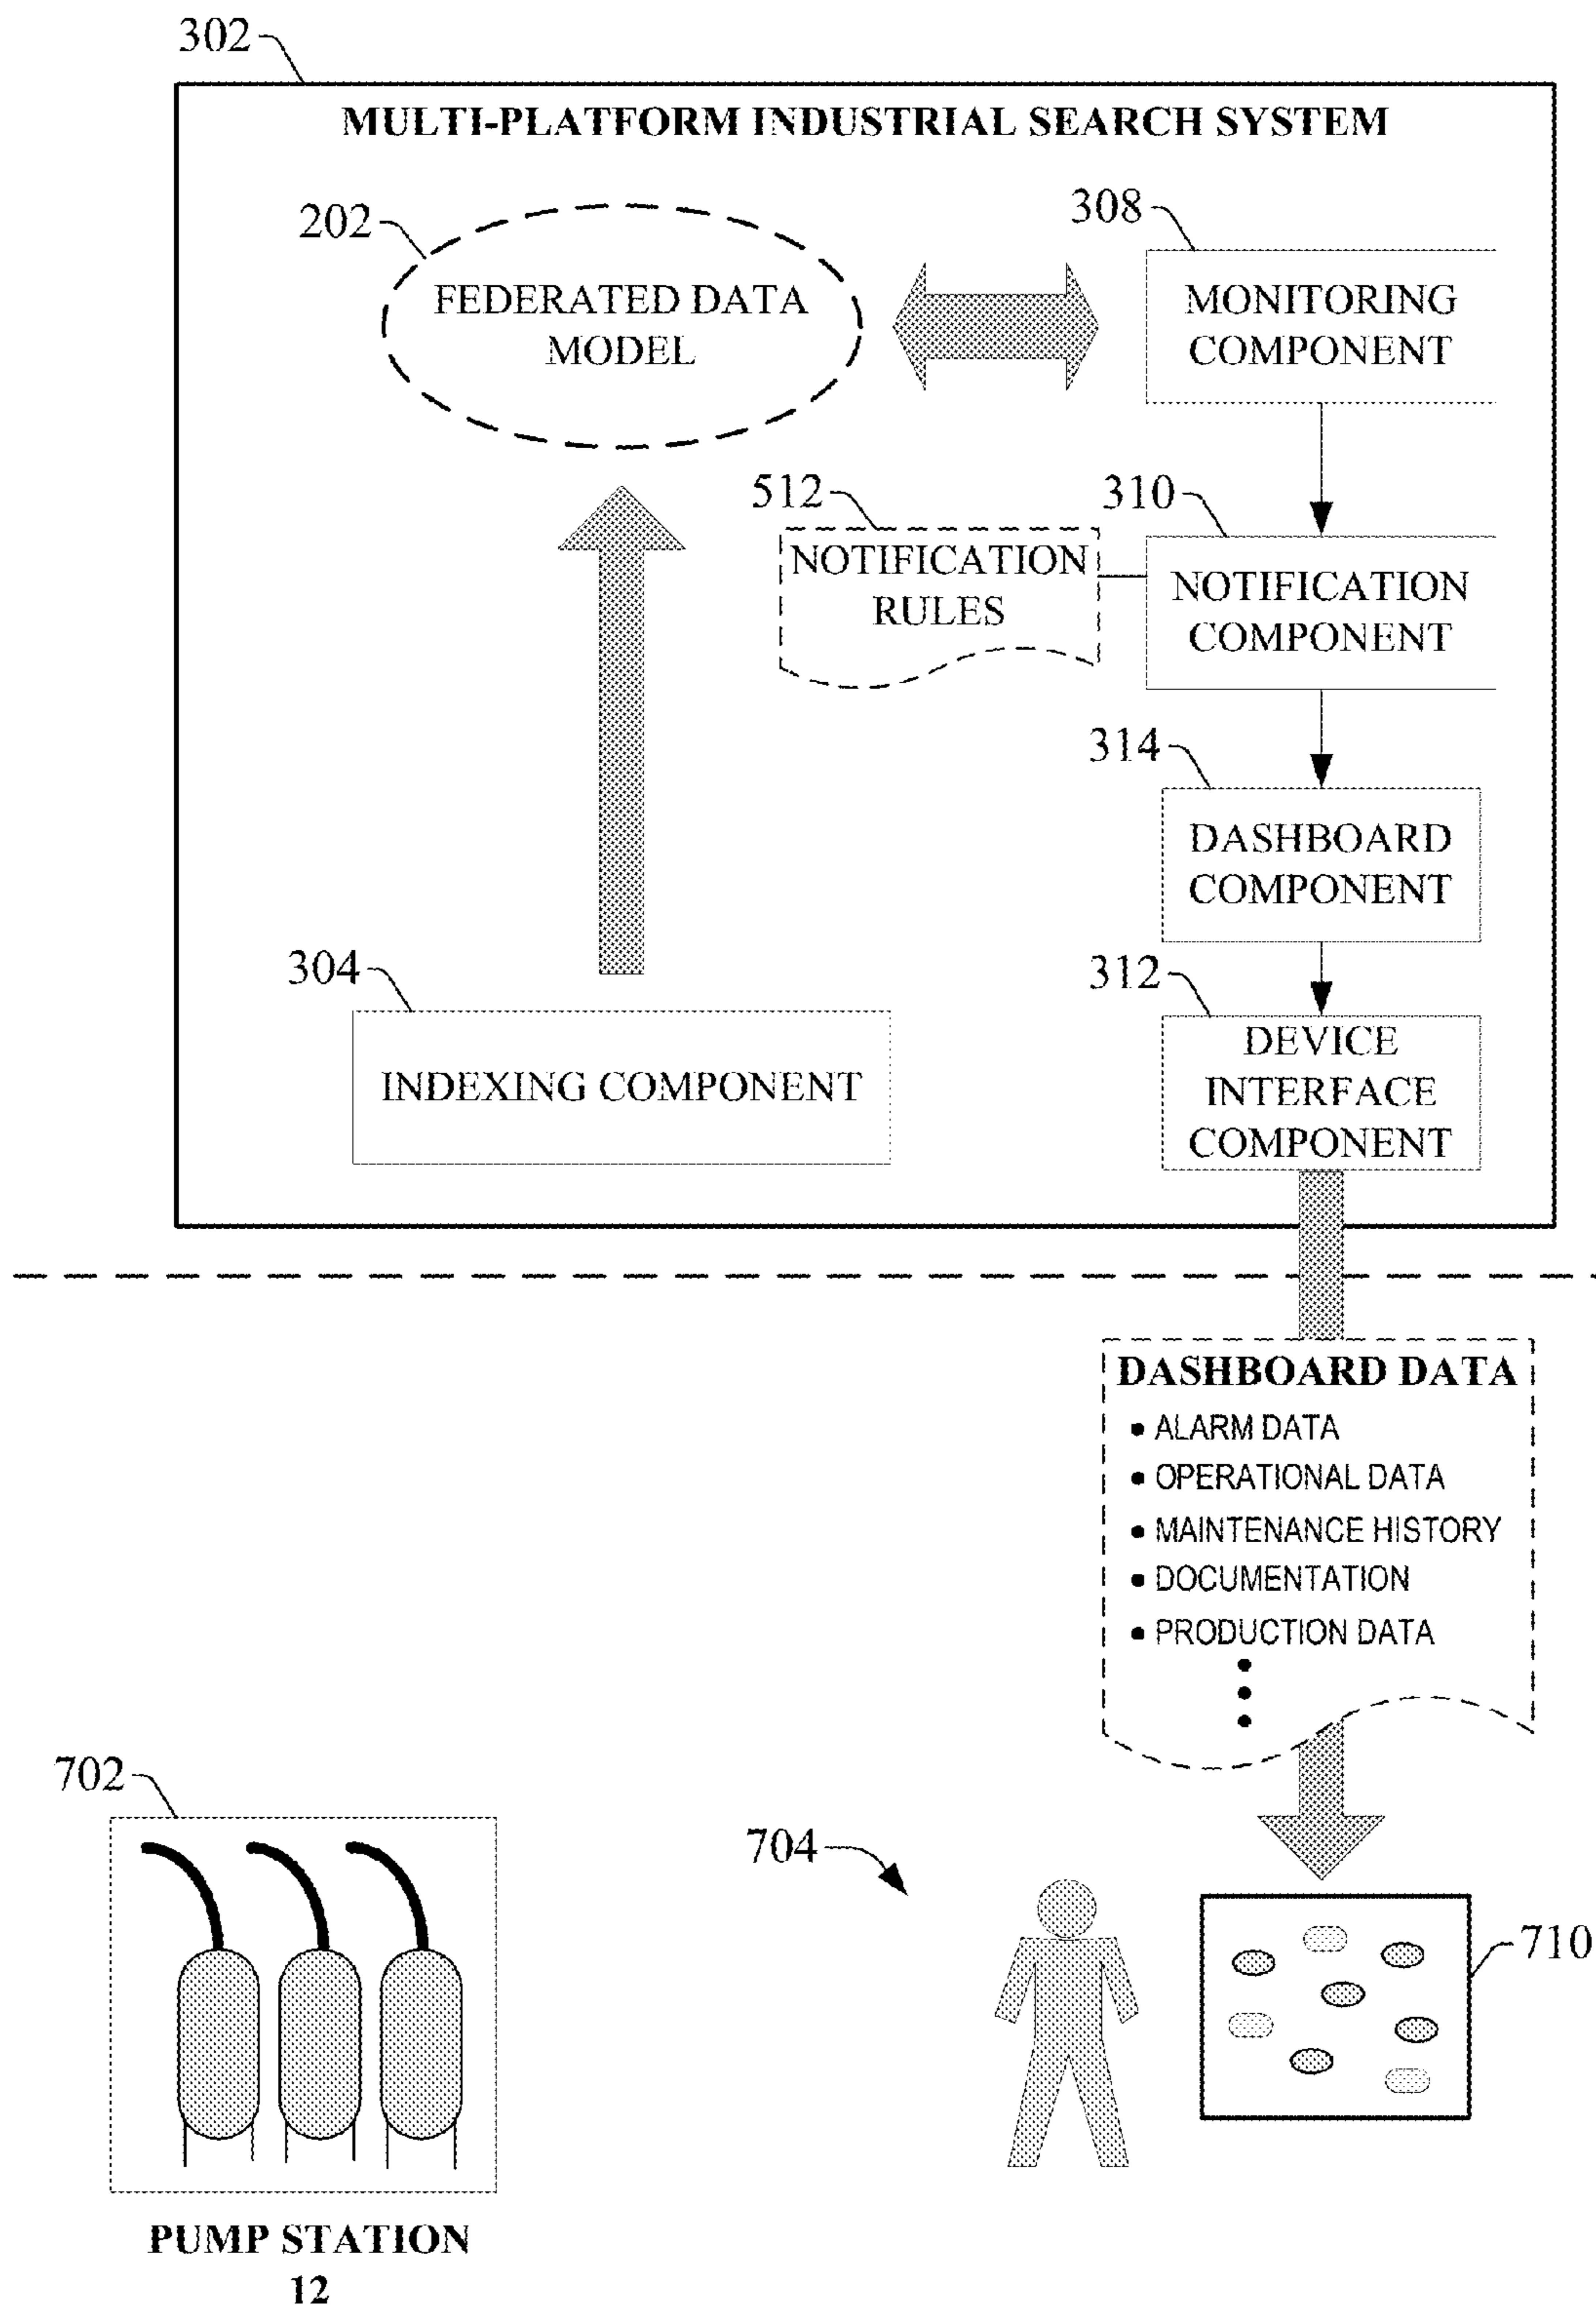 302
MULTI-PLATFORM INDUSTRIAL SEARCH SYSTEM
202
308
FEDERATED DATA
MODEL
MONITORING
COMPONENT
512
310
NOTIFICATION
RULES
NOTIFICATION
COMPONENT
314
DASHBOARD
COMPONENT
304
312
INDEXING COMPONENT
DEVICE
INTERFACE
COMPONENT
DASHBOARD DATA
• ALARM DATA
• OPERATIONAL DATA
• MAINTENANCE HISTORY
• DOCUMENTATION
• PRODUCTION DATA
702
704
710
PUMP STATION
12